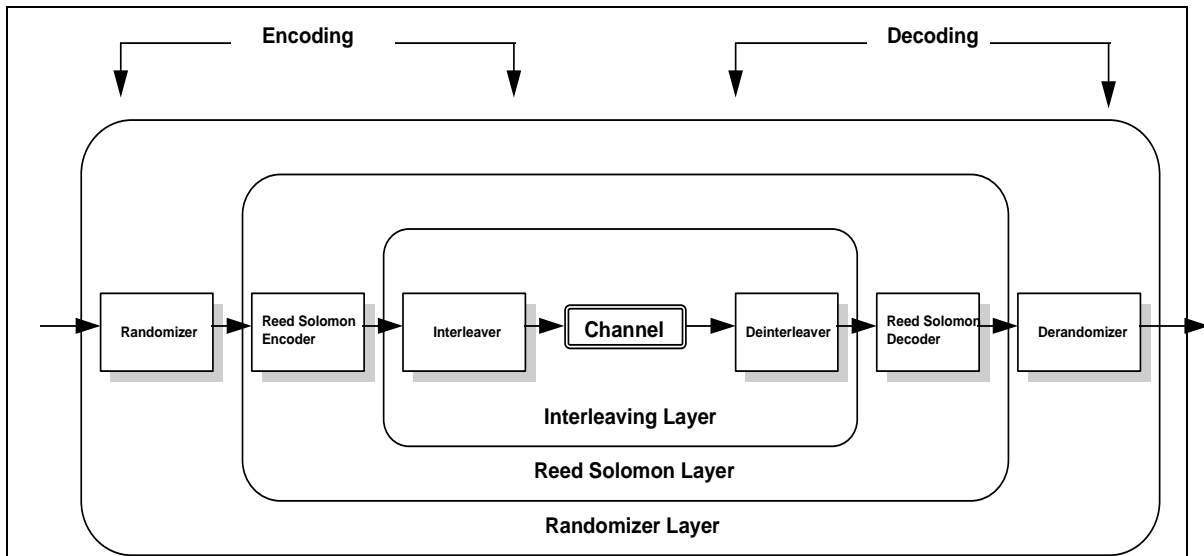 Encoding
Decoding
Randomizer
Reed Solomon
Encoder
Interleaver
Channel
Deinterleaver
Reed Solomon
Decoder
Derandomizer
Interleaving Layer
Reed Solomon Layer
Randomizer Layer